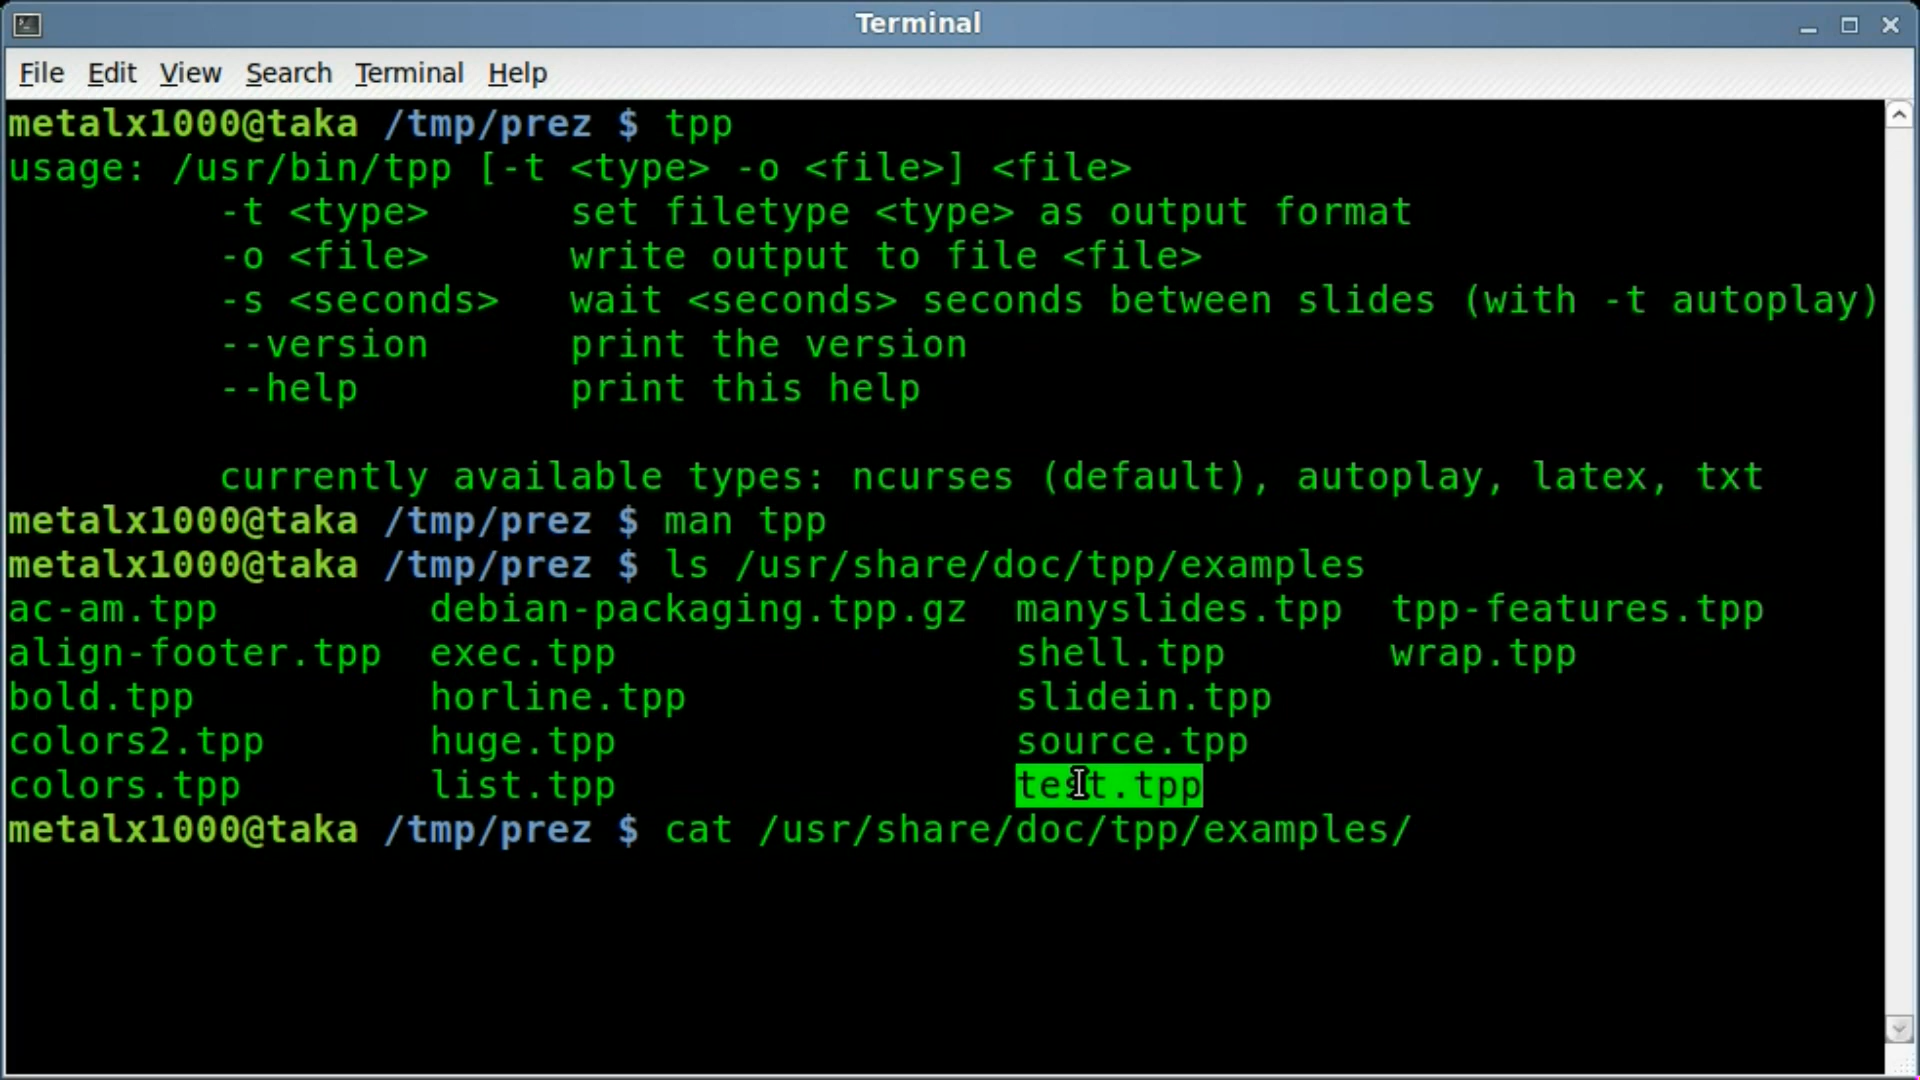 Terminal
File Edit View Search Terminal Help
metalx1000@taka /tmp/prez $ tpp
usage: /usr/bin/tpp [-t <type> -o <file>] <file>
-t <type> set filetype <type> as output format
-o <file> write output to file <file>
-s <seconds> wait <seconds> seconds between slides (with -t autoplay)
--version print the version
--help print this help
currently available types: ncurses (default), autoplay, latex, txt
metalx1000@taka /tmp/prez $ man tpp
metalx1000@taka /tmp/prez $ ls /usr/share/doc/tpp/examples
ac-am.tpp debian-packaging.tpp.gz manyslides.tpp tpp-features.tpp
align-footer.tpp exec.tpp shell.tpp wrap.tpp
bold.tpp horline.tpp slidein.tpp
colors2.tpp huge.tpp source.tpp
colors.tpp list.tpp test.tpp
metalx1000@taka /tmp/prez $ cat /usr/share/doc/tpp/examples/